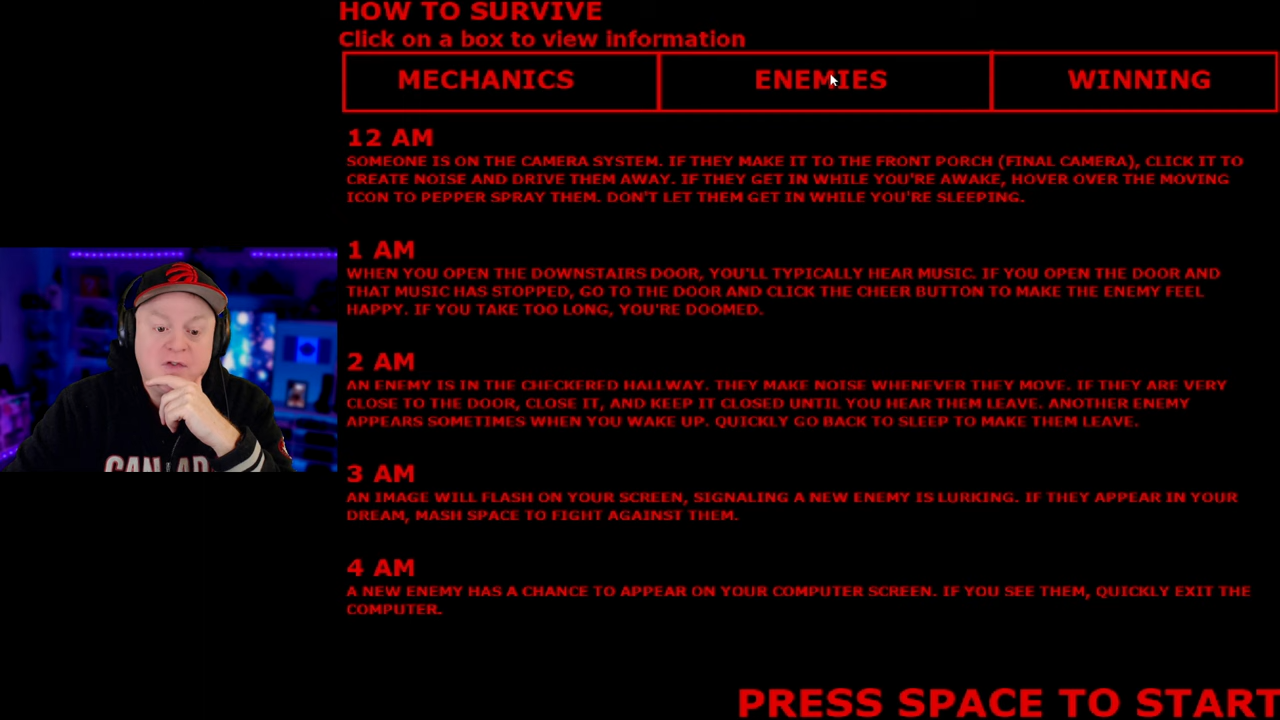 HOW TO SURVIVE
Click on a box to view information
MECHANICS
ENEMIES
WINNING
12 AM
SOMEONE IS ON THE CAMERA SYSTEM. IF THEY MAKE IT TO THE FRONT PORCH (FINAL CAMERA), CLICK IT TO
CREATE NOISE AND DRIVE THEM AWAY. IF THEY GET IN WHILE YOU'RE AWAKE, HOVER OVER THE MOVING
ICON TO PEPPER SPRAY THEM. DON'T LET THEM GET IN WHILE YOU'RE SLEEPING.
1 AM
WHEN YOU OPEN THE DOWNSTAIRS DOOR, YOU'LL TYPICALLY HEAR MUSIC. IF YOU OPEN THE DOOR AND
THAT MUSIC HAS STOPPED, GO TO THE DOOR AND CLICK THE CHEER BUTTON TO MAKE THE ENEMY FEEL
HAPPY. IF YOU TAKE TOO LONG, YOU'RE DOOMED.
2 AM
AN ENEMY IS IN THE CHECKERED HALLWAY. THEY MAKE NOISE WHENEVER THEY MOVE. IF THEY ARE VERY
CLOSE TO THE DOOR, CLOSE IT, AND KEEP IT CLOSED UNTIL YOU HEAR THEM LEAVE. ANOTHER ENEMY
APPEARS SOMETIMES WHEN YOU WAKE UP. QUICKLY GO BACK TO SLEEP TO MAKE THEM LEAVE.
3 AM
AN IMAGE WILL FLASH ON YOUR SCREEN, SIGNALING A NEW ENEMY IS LURKING. IF THEY APPEAR IN YOUR
DREAM, MASH SPACE TO FIGHT AGAINST THEM.
4 AM
A NEW ENEMY HAS A CHANCE TO APPEAR ON YOUR COMPUTER SCREEN. IF YOU SEE THEM, QUICKLY EXIT THE
COMPUTER.
PRESS SPACE TO START